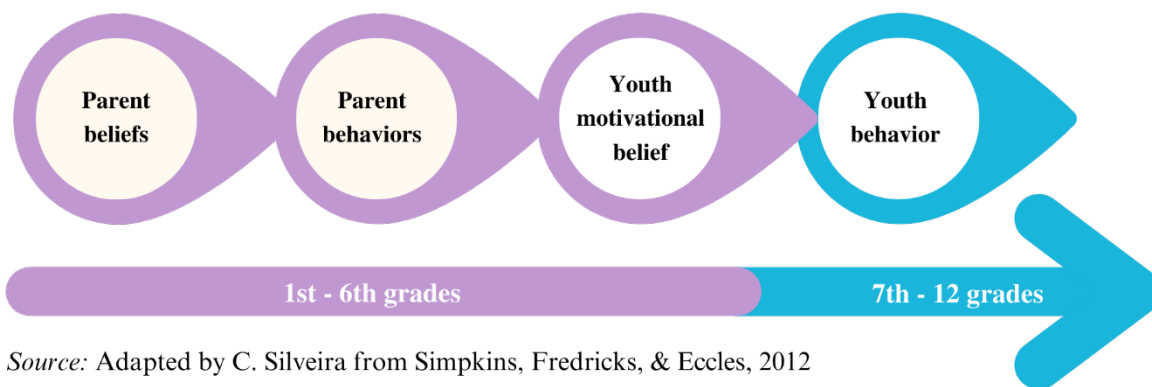 Parent
beliefs
Parent
behaviors
Youth
motivational
belief
Youth
behavior
1st - 6th grades
7th - 12 grades
Source: Adapted by C. Silveira from Simpkins, Fredricks, & Eccles, 2012